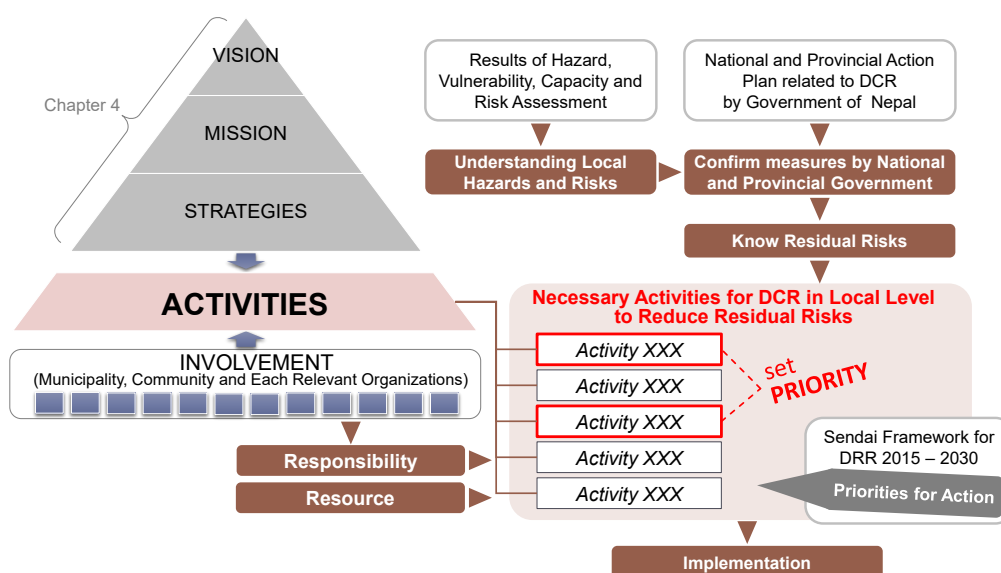 Chapter 4
VISION
MISSION
STRATEGIES
ACTIVITIES
INVOLVEMENT
(Municipality, Community and Each Relevant Organizations)
Responsibility
Resource
Results of Hazard,
Vulnerability, Capacity and
Risk Assessment
National and Provincial Action
Plan related to DCR
by Government of Nepal
Understanding Local
Hazards and Risks
Confirm measures by National
and Provincial Government
Know Residual Risks
Necessary Activities for DCR in Local Level
to Reduce Residual Risks
Activity XXX
Activity XXX
Activity XXX
Activity XXX
Activity XXX
set
PRIORITY
Sendai Framework for
DRR 2015 – 2030
Priorities for Action
Implementation